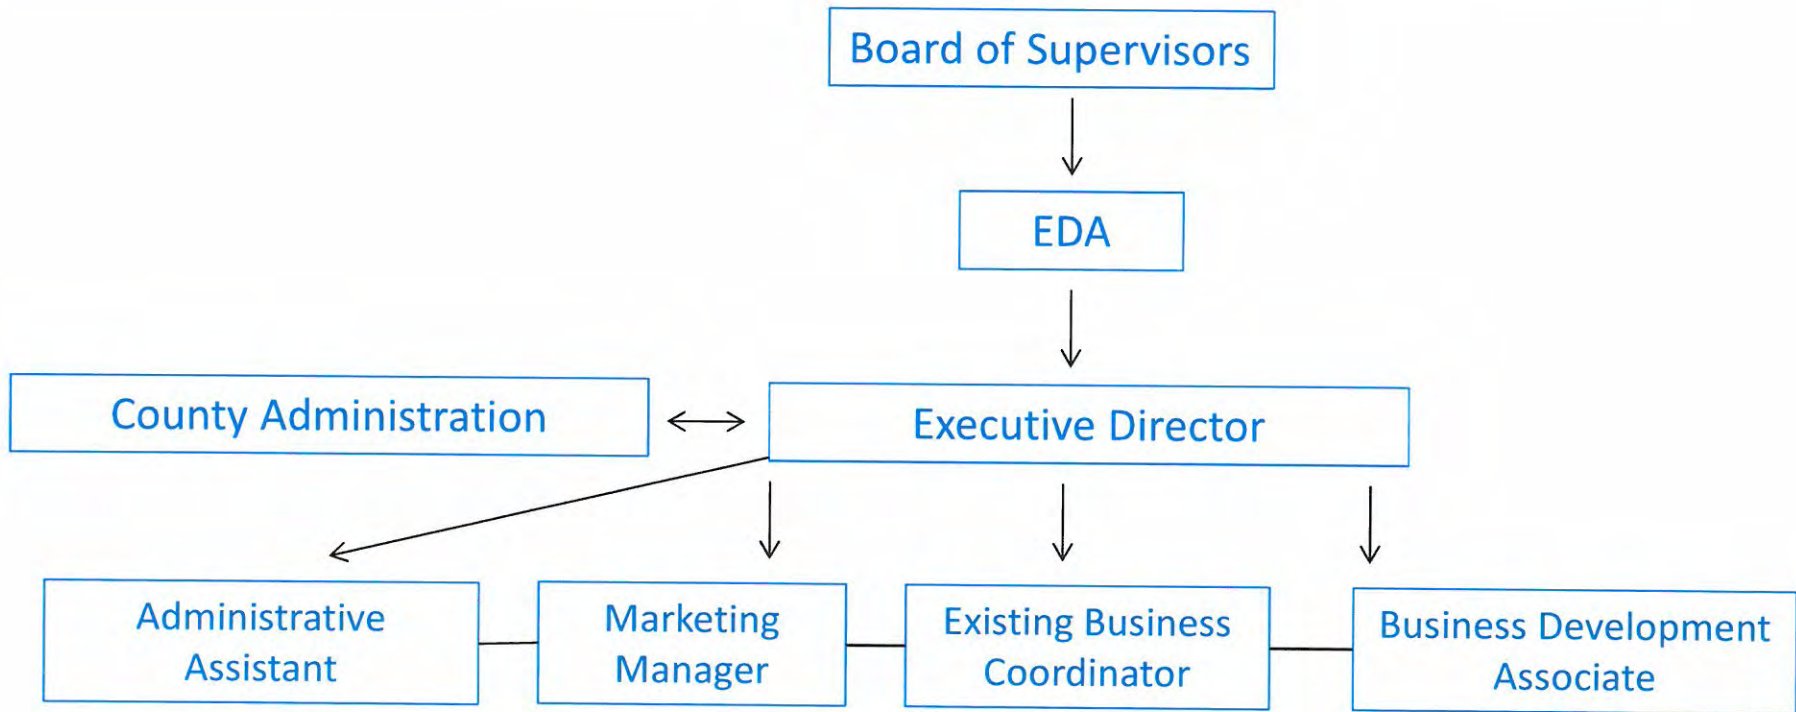 Board of Supervisors
EDA
County Administration
Executive Director
Administrative
Assistant
Marketing
Manager
Existing Business
Coordinator
Business Development
Associate